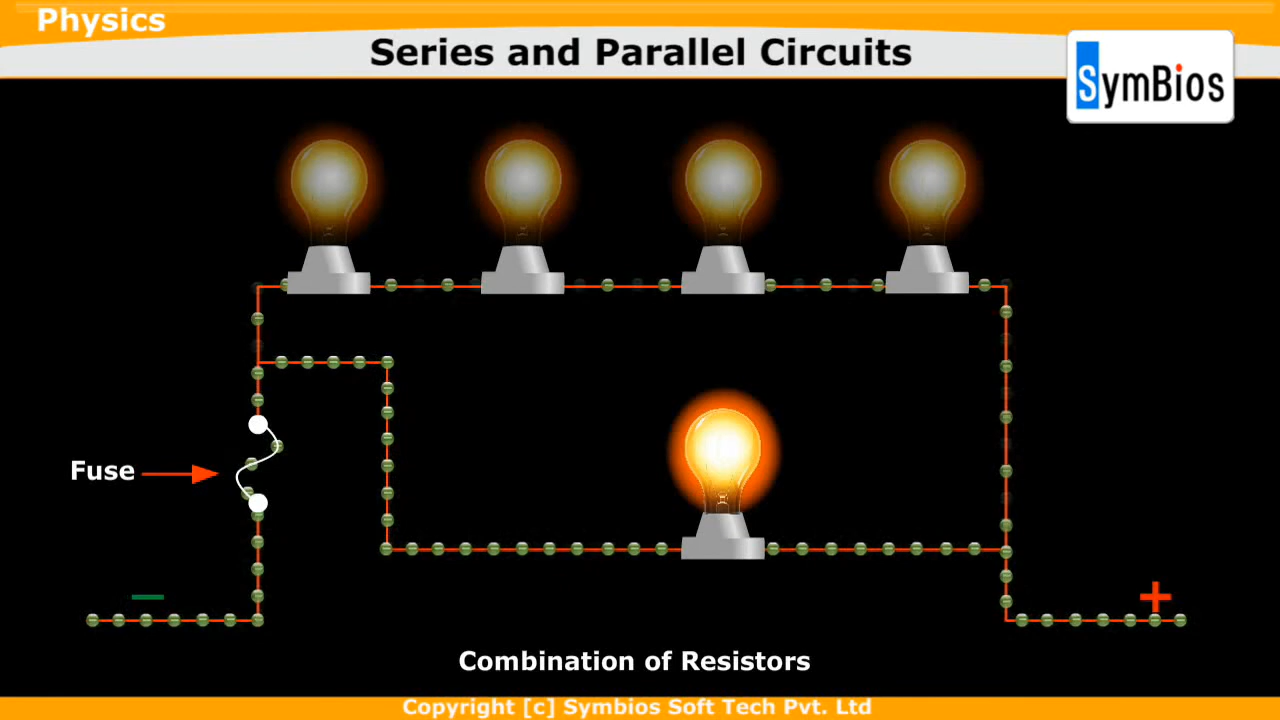 Physics
Series and Parallel Circuits
SymBios
Fuse
−
+
Combination of Resistors
Copyright [c] Symbios Soft Tech Pvt. Ltd